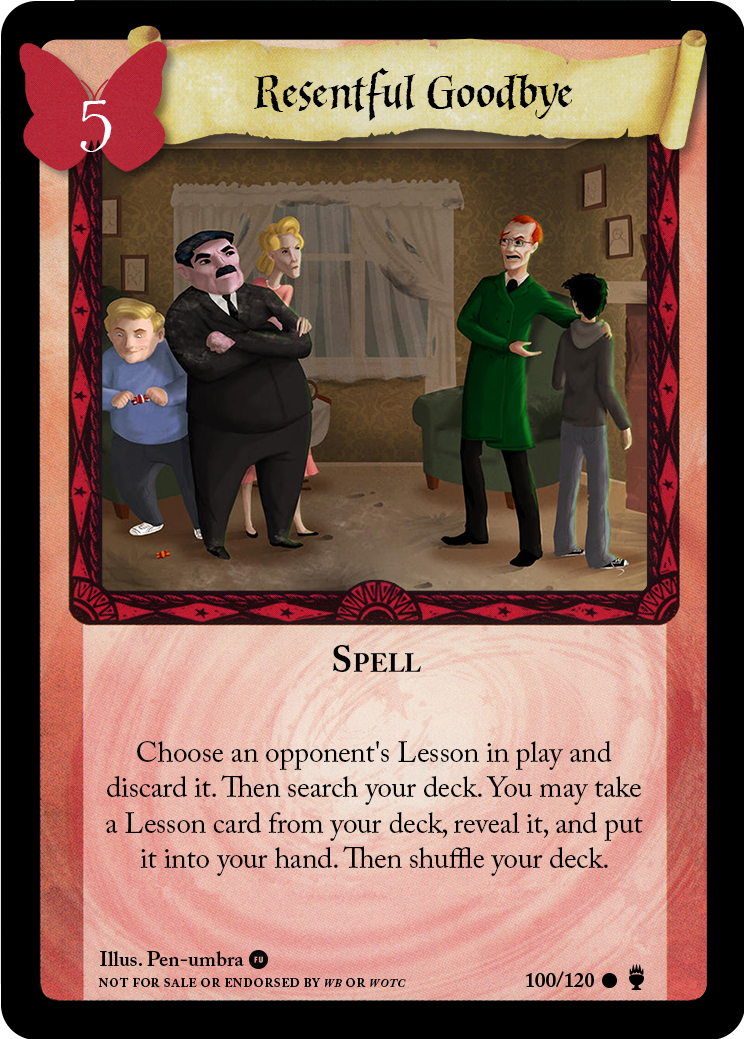 5
Resentful Goodbye
Spell
Choose an opponent's Lesson in play and
discard it. Then search your deck. You may take
a Lesson card from your deck, reveal it, and put
it into your hand. Then shuffle your deck.
Illus. Pen-umbra FU
NOT FOR SALE OR ENDORSED BY WB OR WOTC
100/120